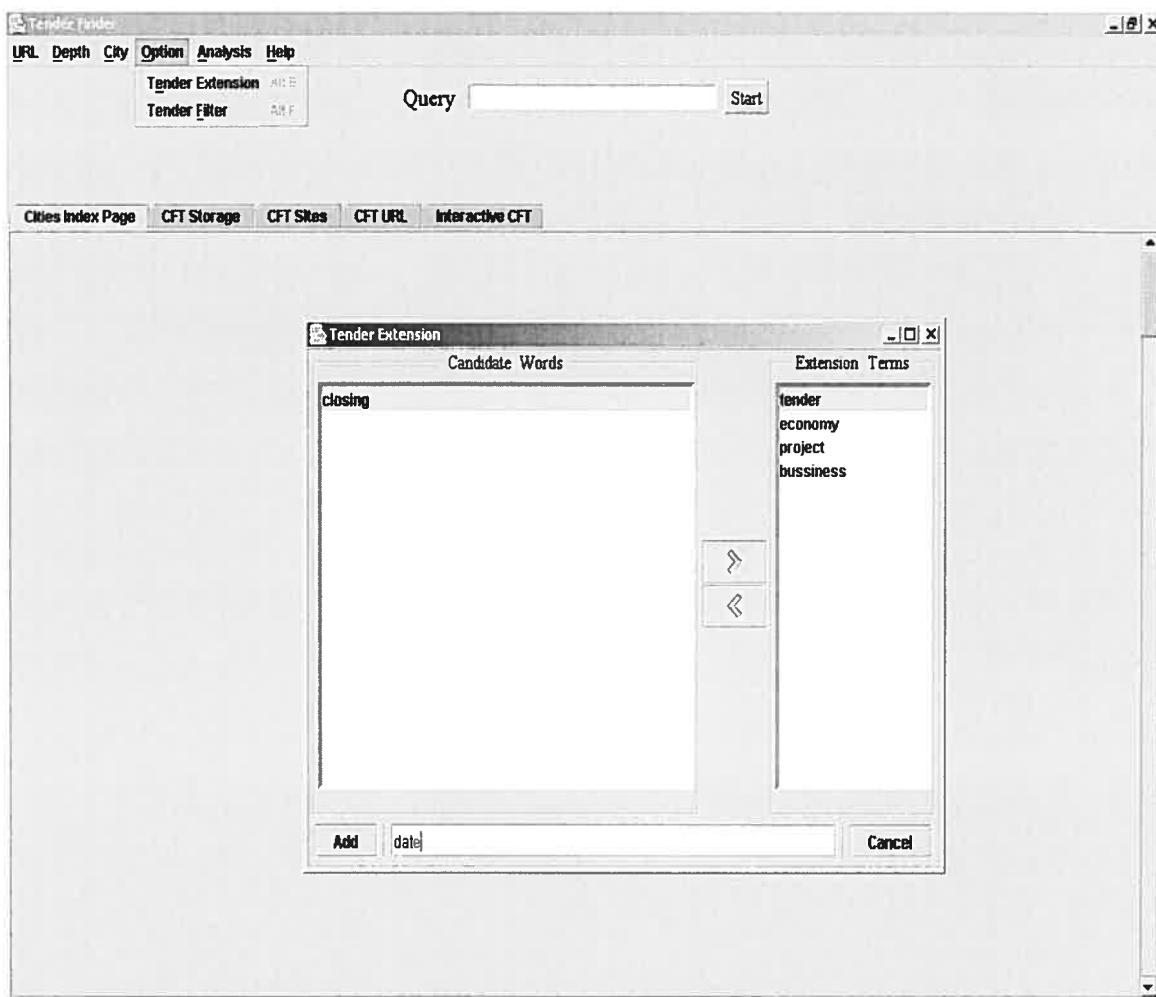 Tender Finder
URL Depth City Option Analysis Help
Tender Extension Alt E
Tender Filter Alt F
Query Start
Cities Index Page CFT Storage CFT Sites CFT URL Interactive CFT
Tender Extension
Candidate Words Extension Terms
closing
tender
economy
project
bussiness
Add date Cancel